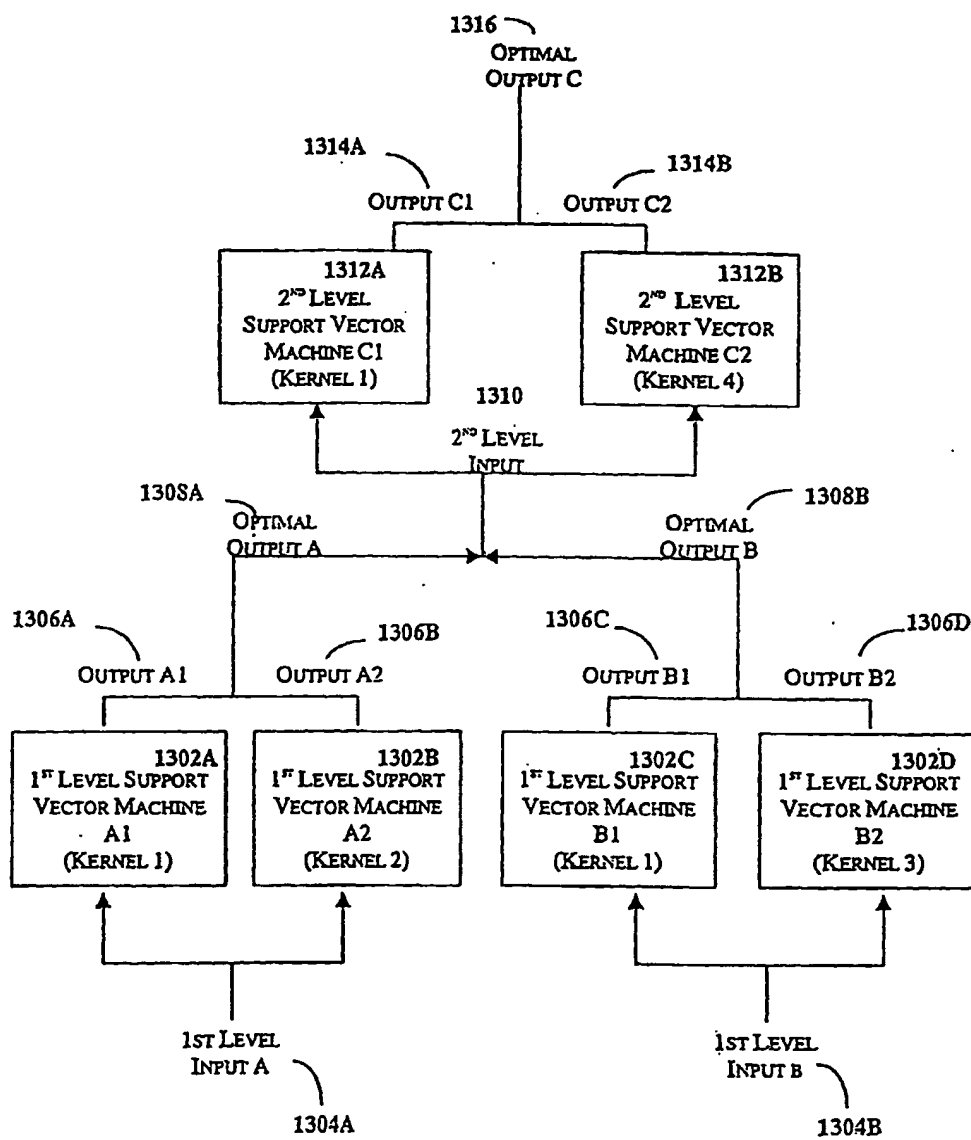 1316
OPTIMAL
OUTPUT C
1314A
1314B
OUTPUT C1
OUTPUT C2
1312A
2ND LEVEL
SUPPORT VECTOR
MACHINE C1
(KERNEL 1)
1312B
2ND LEVEL
SUPPORT VECTOR
MACHINE C2
(KERNEL 4)
1310
2ND LEVEL
INPUT
1308A
OPTIMAL
OUTPUT A
1308B
OPTIMAL
OUTPUT B
1306A
OUTPUT A1
1306B
OUTPUT A2
1306C
OUTPUT B1
1306D
OUTPUT B2
1302A
1ST LEVEL SUPPORT
VECTOR MACHINE
A1
(KERNEL 1)
1302B
1ST LEVEL SUPPORT
VECTOR MACHINE
A2
(KERNEL 2)
1302C
1ST LEVEL SUPPORT
VECTOR MACHINE
B1
(KERNEL 1)
1302D
1ST LEVEL SUPPORT
VECTOR MACHINE
B2
(KERNEL 3)
1ST LEVEL
INPUT A
1304A
1ST LEVEL
INPUT B
1304B